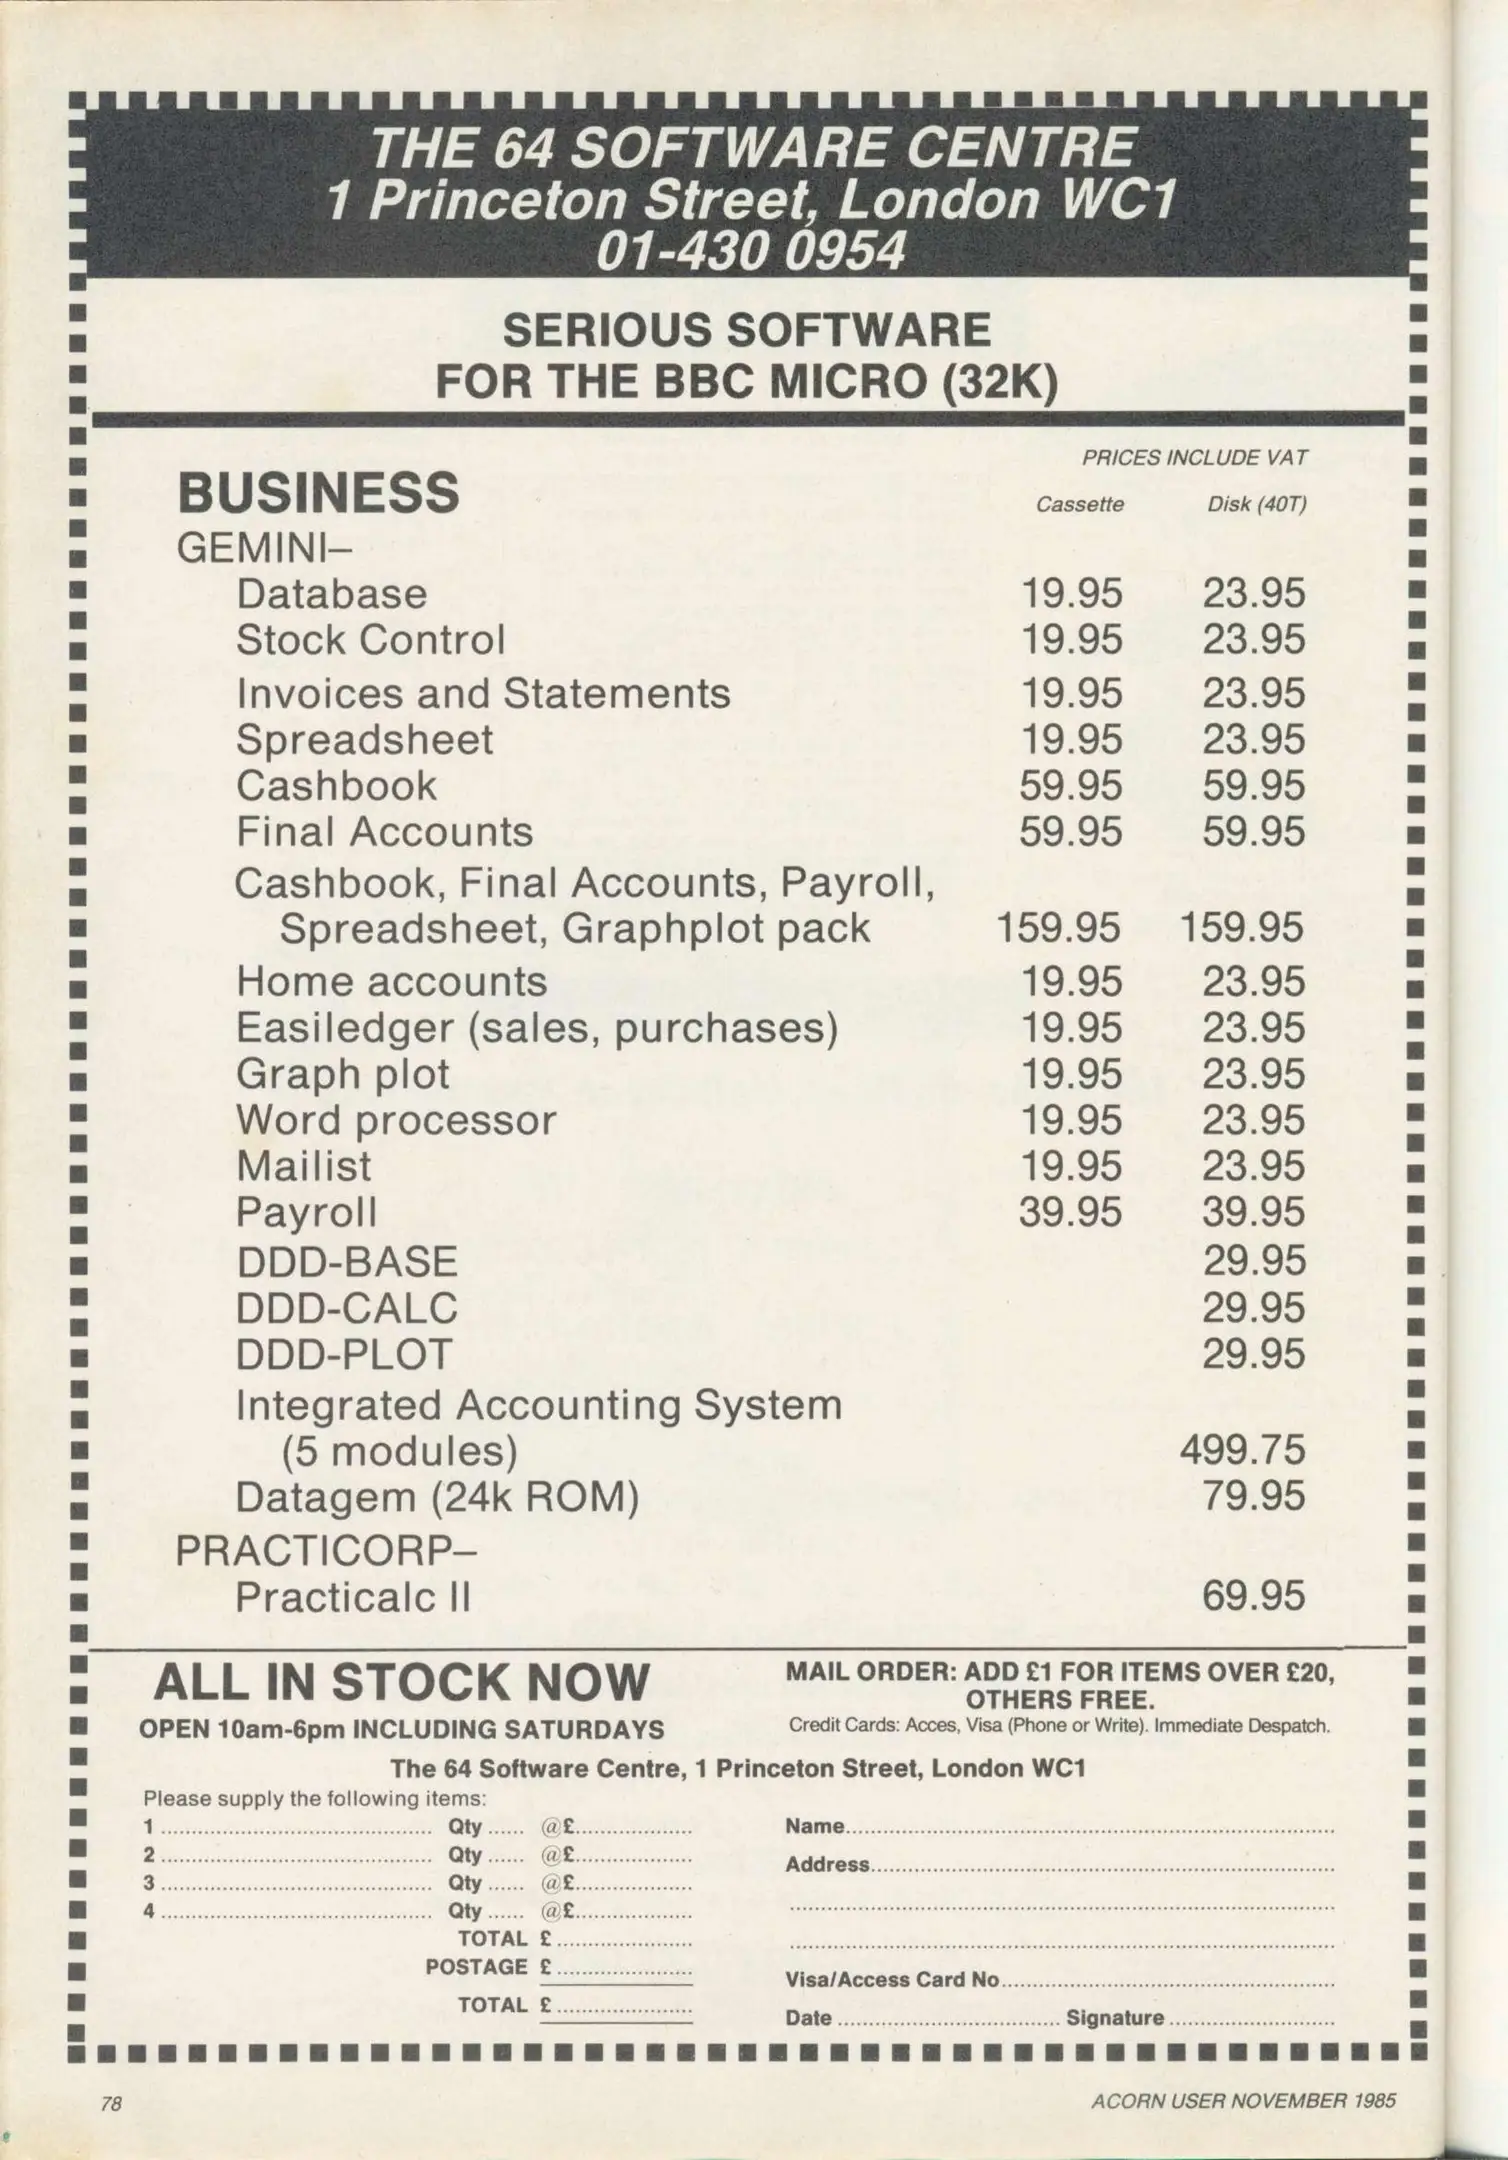 THE 64 SOFTWARE CENTRE
1 Princeton Street, London WC1
01-430 0954
SERIOUS SOFTWARE
FOR THE BBC MICRO (32K)
PRICES INCLUDE VAT
BUSINESS Cassette Disk (40T)
GEMINI–
Database 19.95 23.95
Stock Control 19.95 23.95
Invoices and Statements 19.95 23.95
Spreadsheet 19.95 23.95
Cashbook 59.95 59.95
Final Accounts 59.95 59.95
Cashbook, Final Accounts, Payroll,
Spreadsheet, Graphplot pack 159.95 159.95
Home accounts 19.95 23.95
Easiledger (sales, purchases) 19.95 23.95
Graph plot 19.95 23.95
Word processor 19.95 23.95
Mailist 19.95 23.95
Payroll 39.95 39.95
DDD-BASE 29.95
DDD-CALC 29.95
DDD-PLOT 29.95
Integrated Accounting System
(5 modules) 499.75
Datagem (24k ROM) 79.95
PRACTICORP–
Practicalc II 69.95
ALL IN STOCK NOW
OPEN 10am-6pm INCLUDING SATURDAYS
MAIL ORDER: ADD £1 FOR ITEMS OVER £20,
OTHERS FREE.
Credit Cards: Acces, Visa (Phone or Write). Immediate Despatch.
The 64 Software Centre, 1 Princeton Street, London WC1
Please supply the following items:
1 ............ Qty ...... @£............
2 ............ Qty ...... @£............
3 ............ Qty ...... @£............
4 ............ Qty ...... @£............
TOTAL £............
POSTAGE £............
TOTAL £............
Name............
Address............
Visa/Access Card No............
Date ............ Signature............
78
ACORN USER NOVEMBER 1985